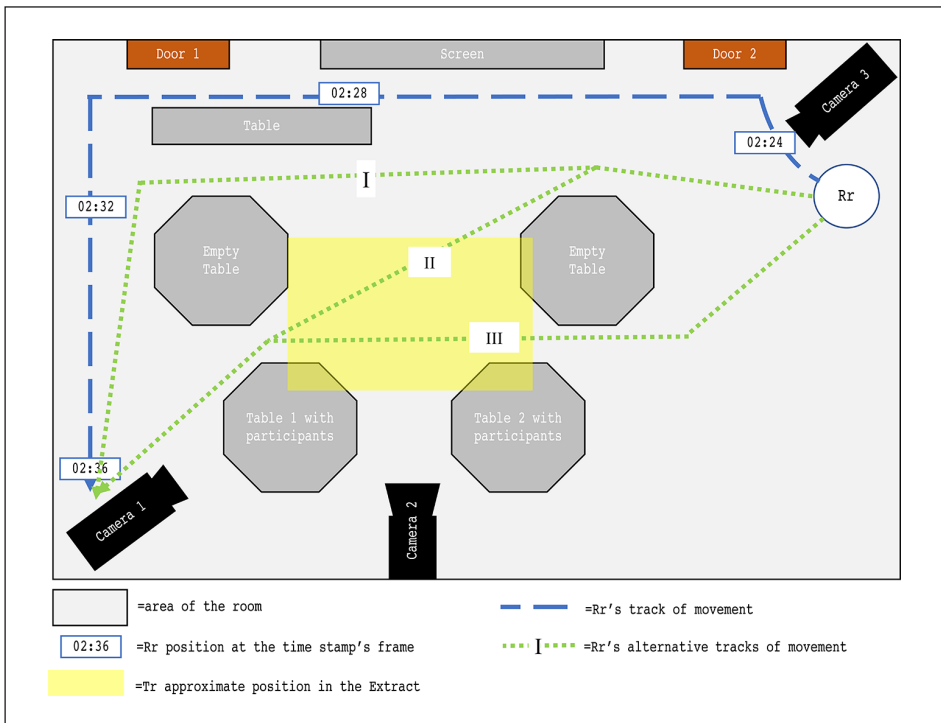 Door 1
Screen
Door 2
Camera 3
02:28
Table
02:24
I
Rr
02:32
Empty
Table
II
Empty
Table
III
Table 1 with
participants
Table 2 with
participants
02:36
Camera 1
Camera 2
=area of the room
=Rr's track of movement
02:36
=Rr position at the time stamp's frame
I
=Rr's alternative tracks of movement
=Tr approximate position in the Extract